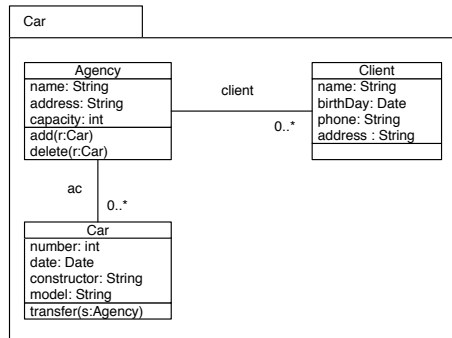 Car
Agency
name: String
address: String
capacity: int
add(r:Car)
delete(r:Car)
client
0..*
Client
name: String
birthDay: Date
phone: String
address : String
ac
0..*
Car
number: int
date: Date
constructor: String
model: String
transfer(s:Agency)